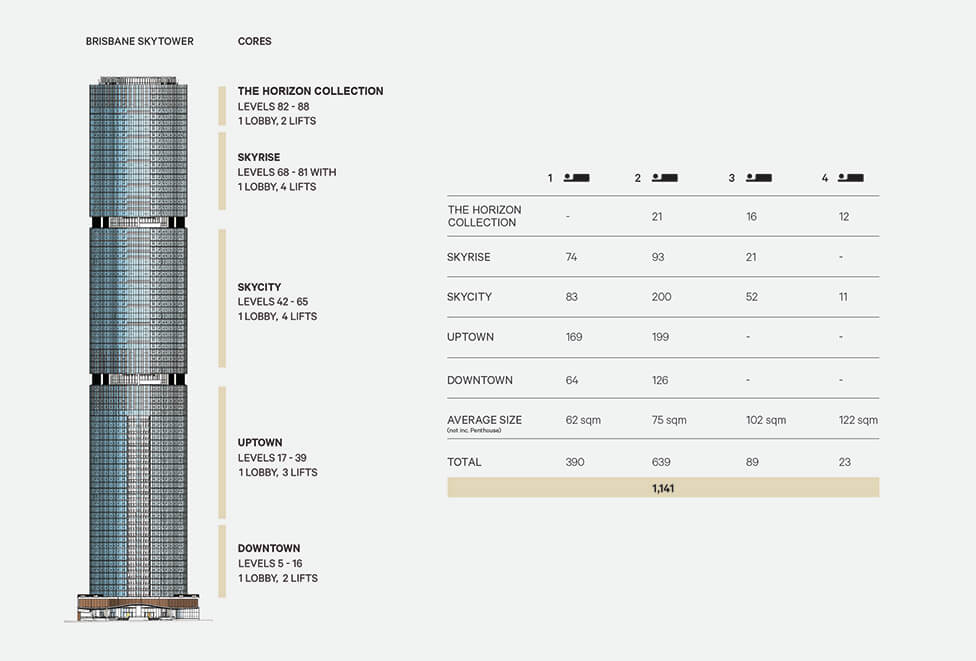 BRISBANE SKYTOWER CORES
THE HORIZON COLLECTION
LEVELS 82 - 88
1 LOBBY, 2 LIFTS
SKYRISE
LEVELS 68 - 81 WITH
1 LOBBY, 4 LIFTS
SKYCITY
LEVELS 42 - 65
1 LOBBY, 4 LIFTS
UPTOWN
LEVELS 17 - 39
1 LOBBY, 3 LIFTS
DOWNTOWN
LEVELS 5 - 16
1 LOBBY, 2 LIFTS
1 2 3 4
THE HORIZON
COLLECTION - 21 16 12
SKYRISE 74 93 21 -
SKYCITY 83 200 52 11
UPTOWN 169 199 - -
DOWNTOWN 64 126 - -
AVERAGE SIZE 62 sqm 75 sqm 102 sqm 122 sqm
(not inc. Penthouse)
TOTAL 390 639 89 23
1,141